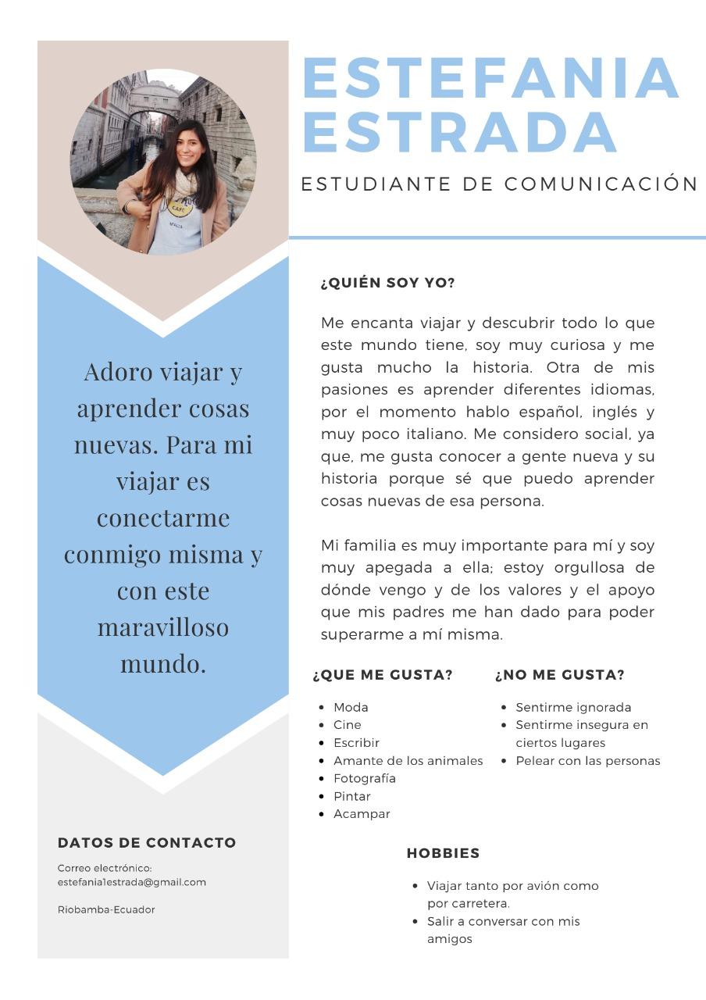 ESTEFANIA
ESTRADA
ESTUDIANTE DE COMUNICACIÓN
CAFE
MALTA
Adoro viajar y
aprender cosas
nuevas. Para mi
viajar es
conectarme
conmigo misma y
con este
maravilloso
mundo.
DATOS DE CONTACTO
Correo electrónico:
estefania1estrada@gmail.com
Riobamba-Ecuador
¿QUIÉN SOY YO?
Me encanta viajar y descubrir todo lo que
este mundo tiene, soy muy curiosa y me
gusta mucho la historia. Otra de mis
pasiones es aprender diferentes idiomas,
por el momento hablo español, inglés y
muy poco italiano. Me considero social, ya
que, me gusta conocer a gente nueva y su
historia porque sé que puedo aprender
cosas nuevas de esa persona.
Mi familia es muy importante para mí y soy
muy apegada a ella; estoy orgullosa de
dónde vengo y de los valores y el apoyo
que mis padres me han dado para poder
superarme a mí misma.
¿QUE ME GUSTA?
Moda
Cine
Escribir
Amante de los animales
Fotografía
Pintar
Acampar
¿NO ME GUSTA?
Sentirme ignorada
Sentirme insegura en
ciertos lugares
Pelear con las personas
HOBBIES
Viajar tanto por avión como
por carretera.
Salir a conversar con mis
amigos